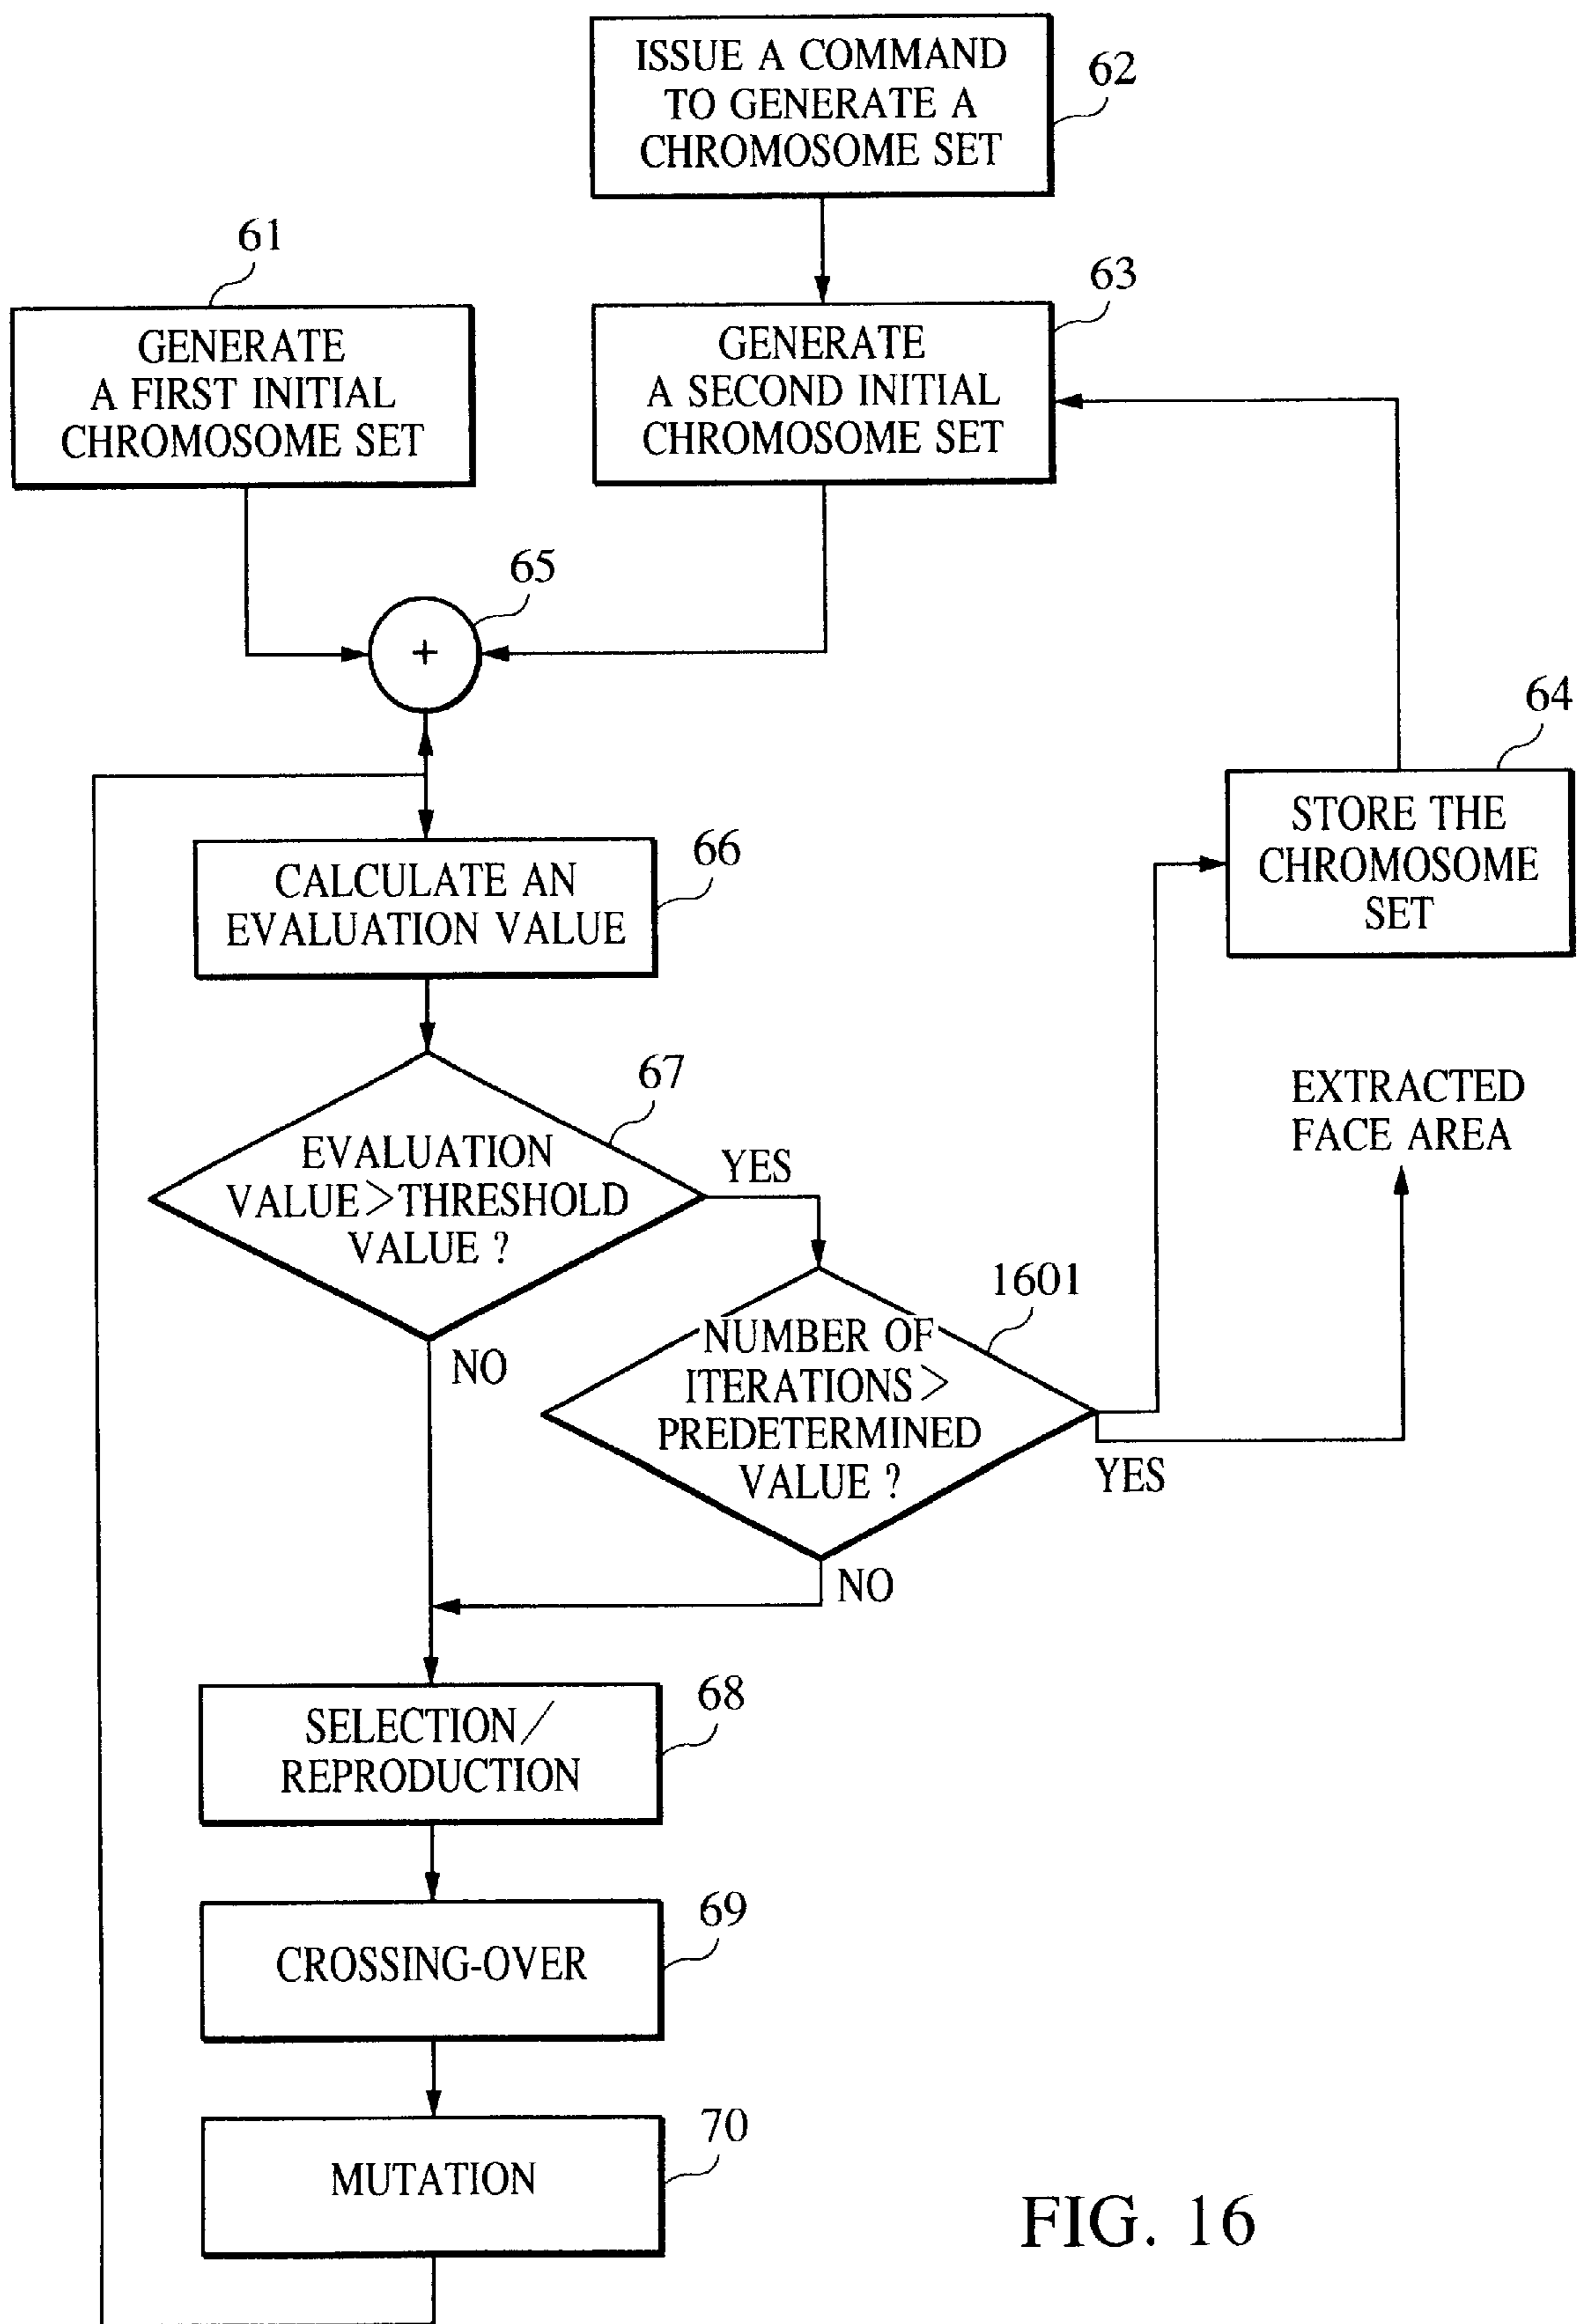 ISSUE A COMMAND
TO GENERATE A
CHROMOSOME SET
62
61
63
GENERATE
A FIRST INITIAL
CHROMOSOME SET
GENERATE
A SECOND INITIAL
CHROMOSOME SET
65
+
64
STORE THE
CHROMOSOME
SET
66
CALCULATE AN
EVALUATION VALUE
67
EVALUATION
VALUE>THRESHOLD
VALUE ?
YES
NO
EXTRACTED
FACE AREA
1601
NUMBER OF
ITERATIONS>
PREDETERMINED
VALUE ?
YES
NO
68
SELECTION/
REPRODUCTION
69
CROSSING-OVER
70
MUTATION
FIG. 16